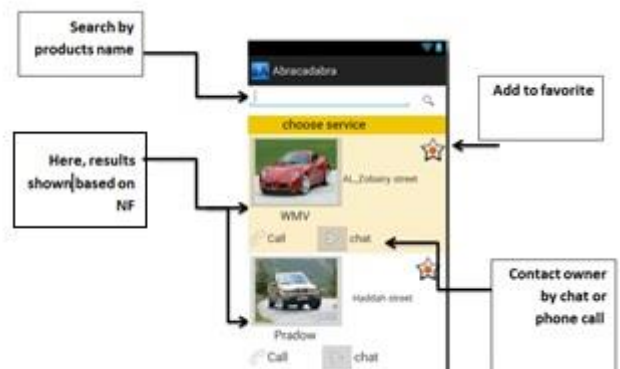 Search by
products name
Abracadabra
choose service
Add to favorite
Here, results
shown based on
NF
AL_Zobairy street
WMV
Call
chat
Haddah street
Contact owner
by chat or
phone call
Pradow
Call
chat